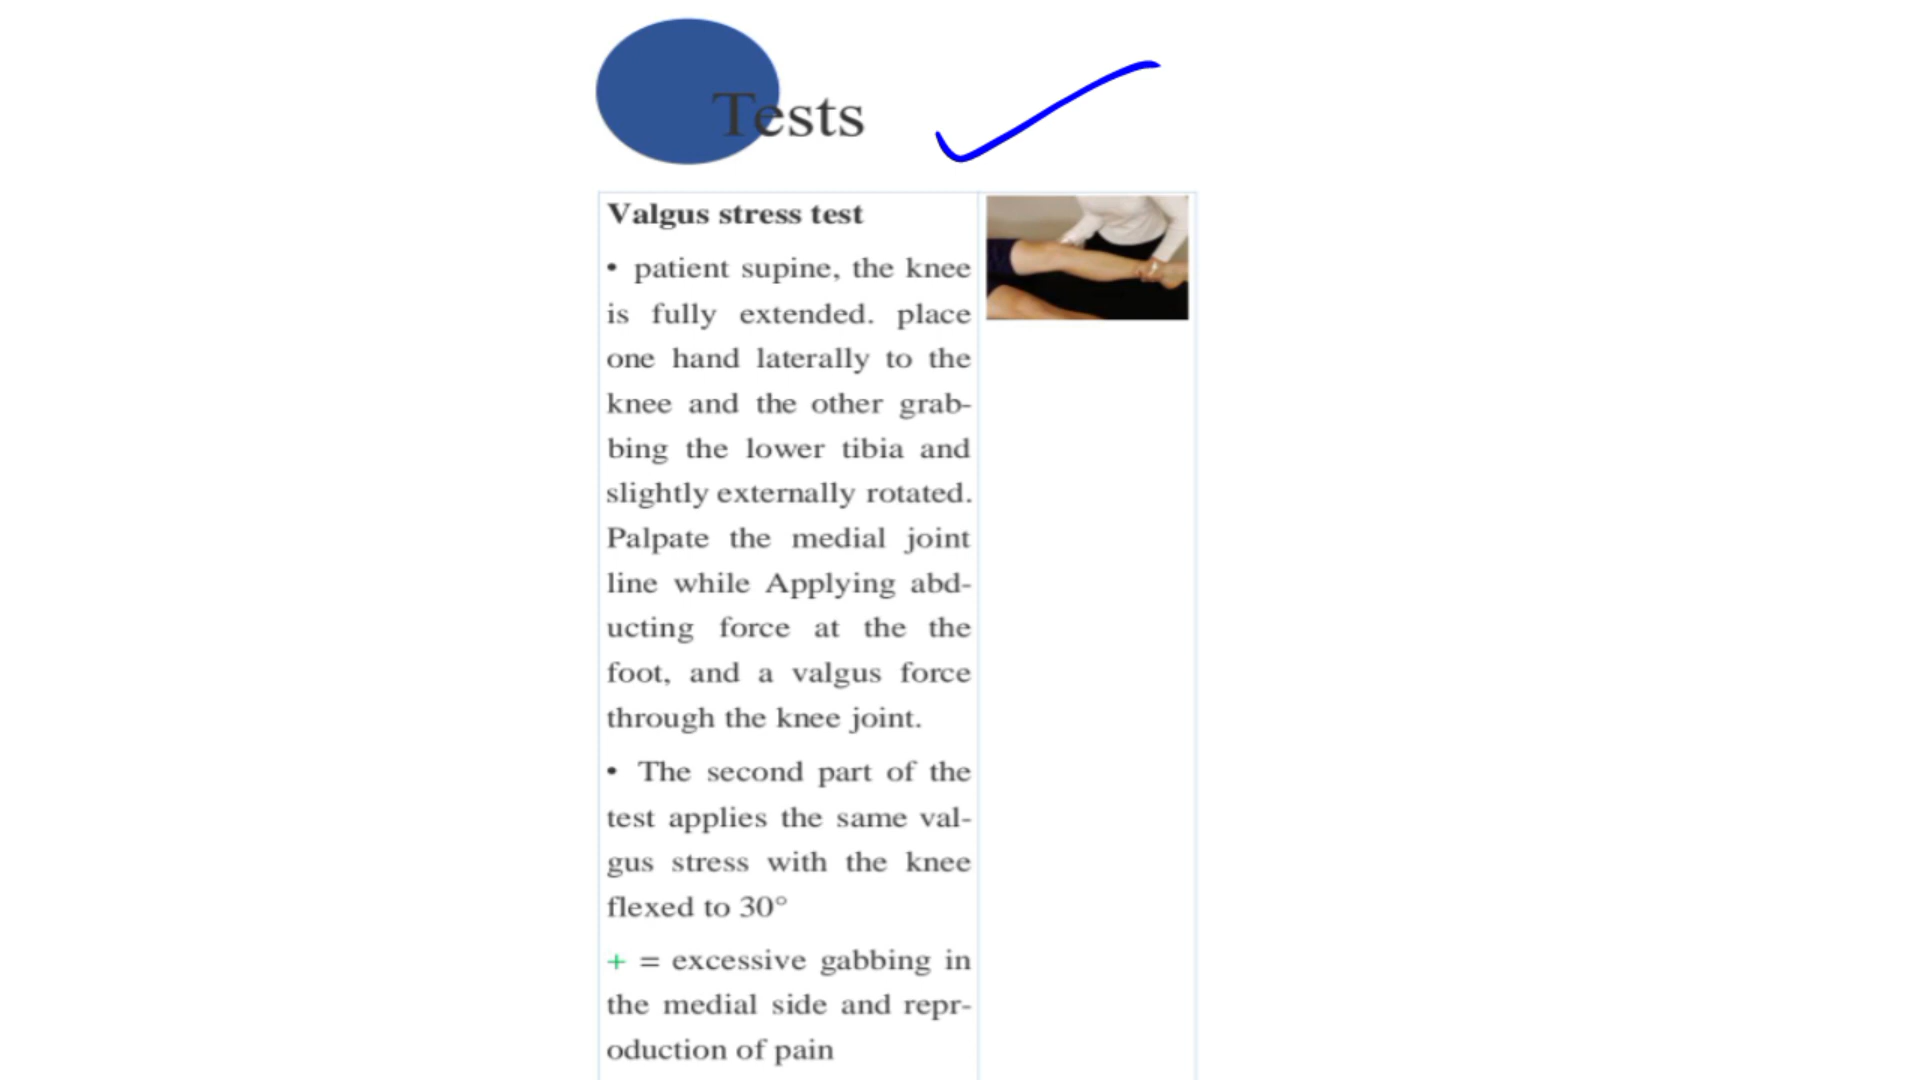 Tests
Valgus stress test
• patient supine, the knee
is fully extended. place
one hand laterally to the
knee and the other grab-
bing the lower tibia and
slightly externally rotated.
Palpate the medial joint
line while Applying abd-
ucting force at the the
foot, and a valgus force
through the knee joint.
• The second part of the
test applies the same val-
gus stress with the knee
flexed to 30°
+ = excessive gabbing in
the medial side and repr-
oduction of pain